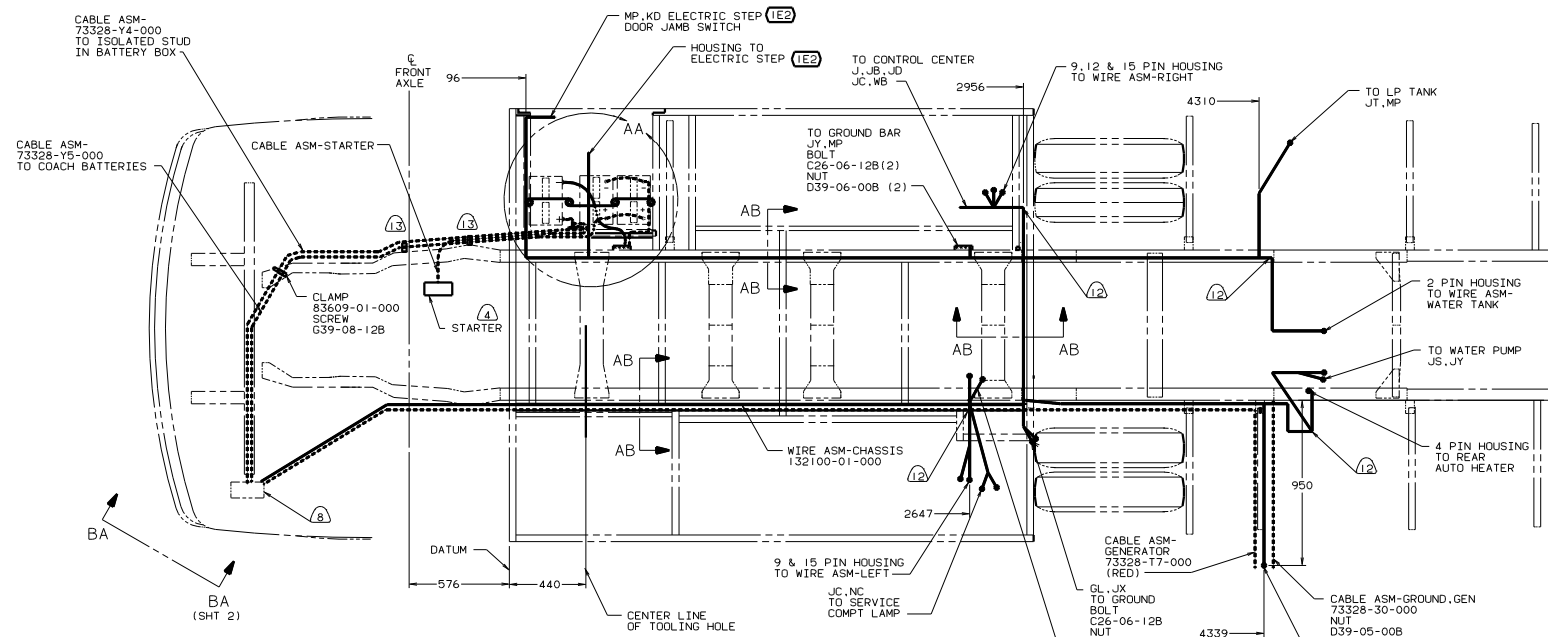 CABLE ASM-
73328-Y4-000
TO ISOLATED STUD
IN BATTERY BOX
MP,KD ELECTRIC STEP 1E2
DOOR JAMB SWITCH
HOUSING TO
ELECTRIC STEP 1E2
℄
FRONT
AXLE
96
TO CONTROL CENTER
J,JB,JD
JC,WB
2956
9,12 & 15 PIN HOUSING
TO WIRE ASM-RIGHT
4310
TO LP TANK
JT,MP
CABLE ASM-
73328-Y5-000
TO COACH BATTERIES
CABLE ASM-STARTER
AA
TO GROUND BAR
JY,MP
BOLT
C26-06-12B(2)
NUT
D39-06-00B (2)
AB
13
13
AB
CLAMP
83609-01-000
SCREW
G39-08-12B
STARTER
4
12
12
2 PIN HOUSING
TO WIRE ASM-
WATER TANK
AB
AB
AB
TO WATER PUMP
JS,JY
AB
WIRE ASM-CHASSIS
132100-01-000
4 PIN HOUSING
TO REAR
AUTO HEATER
12
12
950
8
2647
BA
BA
(SHT 2)
DATUM
576
440
9 & 15 PIN HOUSING
TO WIRE ASM-LEFT
JC,NC
TO SERVICE
COMPT LAMP
CENTER LINE
OF TOOLING HOLE
CABLE ASM-
GENERATOR
73328-T7-000
(RED)
GL,JX
TO GROUND
BOLT
C26-06-12B
NUT
CABLE ASM-GROUND,GEN
73328-30-000
NUT
D39-05-00B
4339